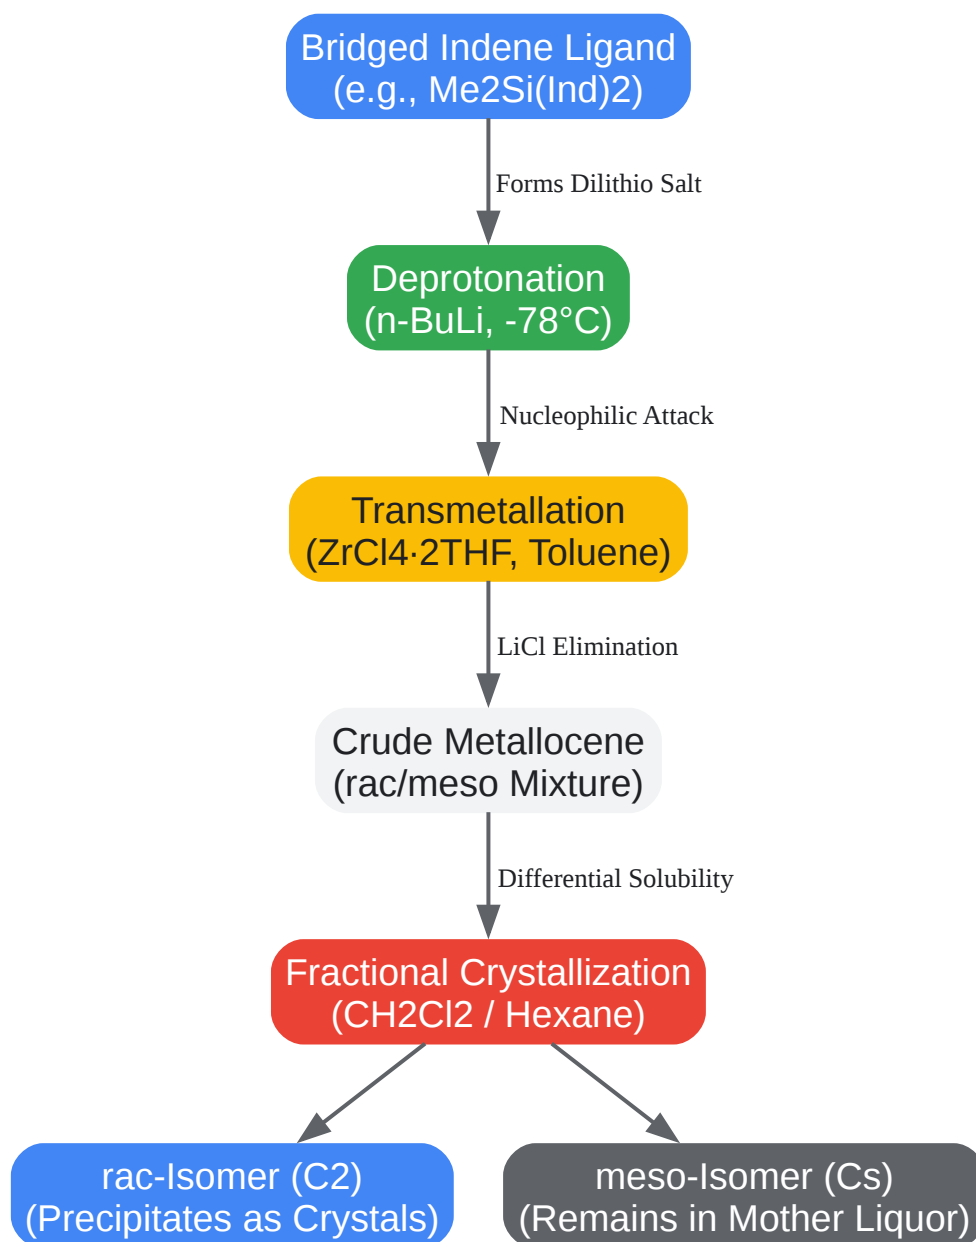 Bridged Indene Ligand
(e.g., Me2Si(Ind)2)
Forms Dilithio Salt
Deprotonation
(n-BuLi, -78°C)
Nucleophilic Attack
Transmetallation
(ZrCl4·2THF, Toluene)
LiCl Elimination
Crude Metallocene
(rac/meso Mixture)
Differential Solubility
Fractional Crystallization
(CH2Cl2 / Hexane)
rac-Isomer (C2)
(Precipitates as Crystals)
meso-Isomer (Cs)
(Remains in Mother Liquor)